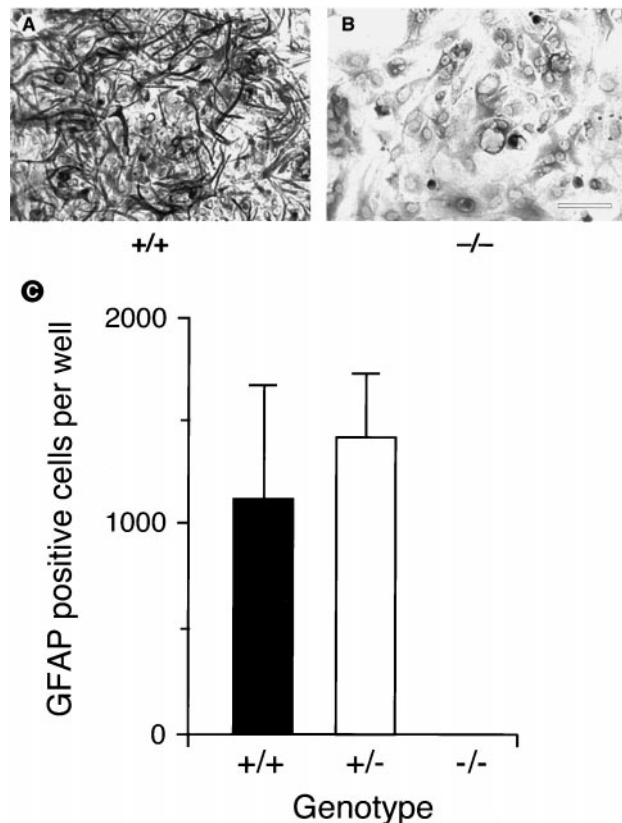 A
B
+/+
–/–
C
GFAP positive cells per well
2000
1000
0
+/+
+/-
-/-
Genotype